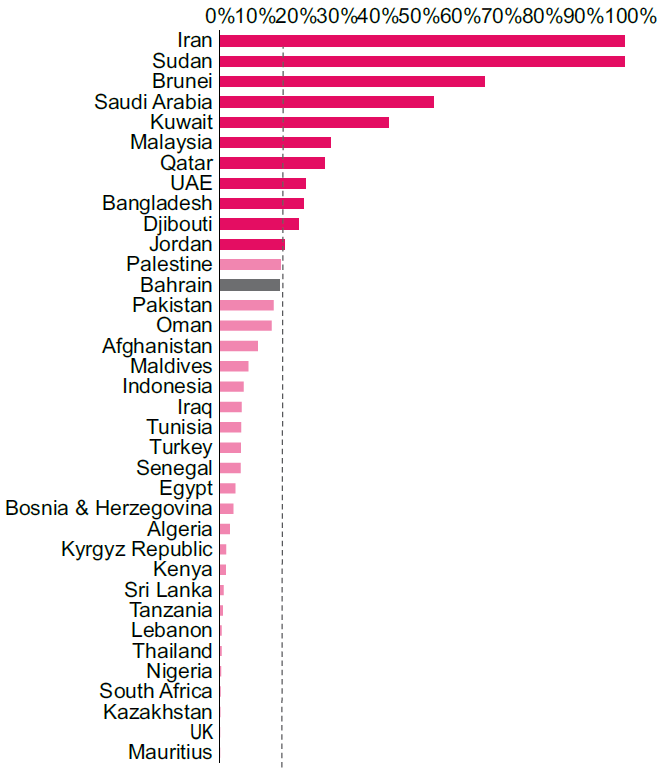 0%10%20%30%40%50%60%70%80%90%100%
Iran
Sudan
Brunei
Saudi Arabia
Kuwait
Malaysia
Qatar
UAE
Bangladesh
Djibouti
Jordan
Palestine
Bahrain
Pakistan
Oman
Afghanistan
Maldives
Indonesia
Iraq
Tunisia
Turkey
Senegal
Egypt
Bosnia & Herzegovina
Algeria
Kyrgyz Republic
Kenya
Sri Lanka
Tanzania
Lebanon
Thailand
Nigeria
South Africa
Kazakhstan
UK
Mauritius